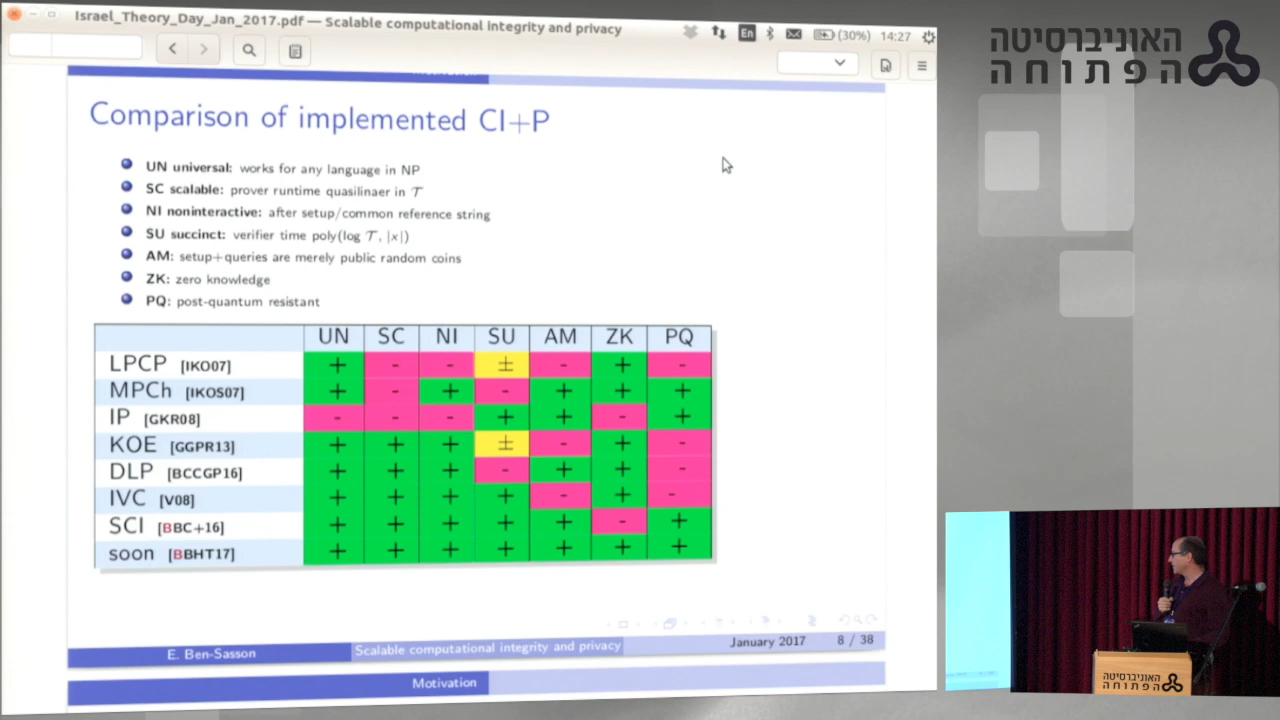 Israel_Theory_Day_Jan_2017.pdf — Scalable computational integrity and privacy
En (30%) 14:27
האוניברסיטה
הפתוחה
Comparison of implemented CI+P
UN universal: works for any language in NP
SC scalable: prover runtime quasilinaer in T
NI noninteractive: after setup/common reference string
SU succinct: verifier time poly(log T, |x|)
AM: setup+queries are merely public random coins
ZK: zero knowledge
PQ: post-quantum resistant
UN SC NI SU AM ZK PQ
LPCP [IKO07] + - - ± - + -
MPCh [IKOS07] + - + - + + +
IP [GKR08] - - - + + - +
KOE [GGPR13] + + + ± - + -
DLP [BCCGP16] + + + - + + -
IVC [V08] + + + + - + -
SCI [BBC+16] + + + + + - +
soon [BBHT17] + + + + + + +
E. Ben-Sasson Scalable computational integrity and privacy January 2017 8 / 38
Motivation
האוניברסיטה
הפתוחה